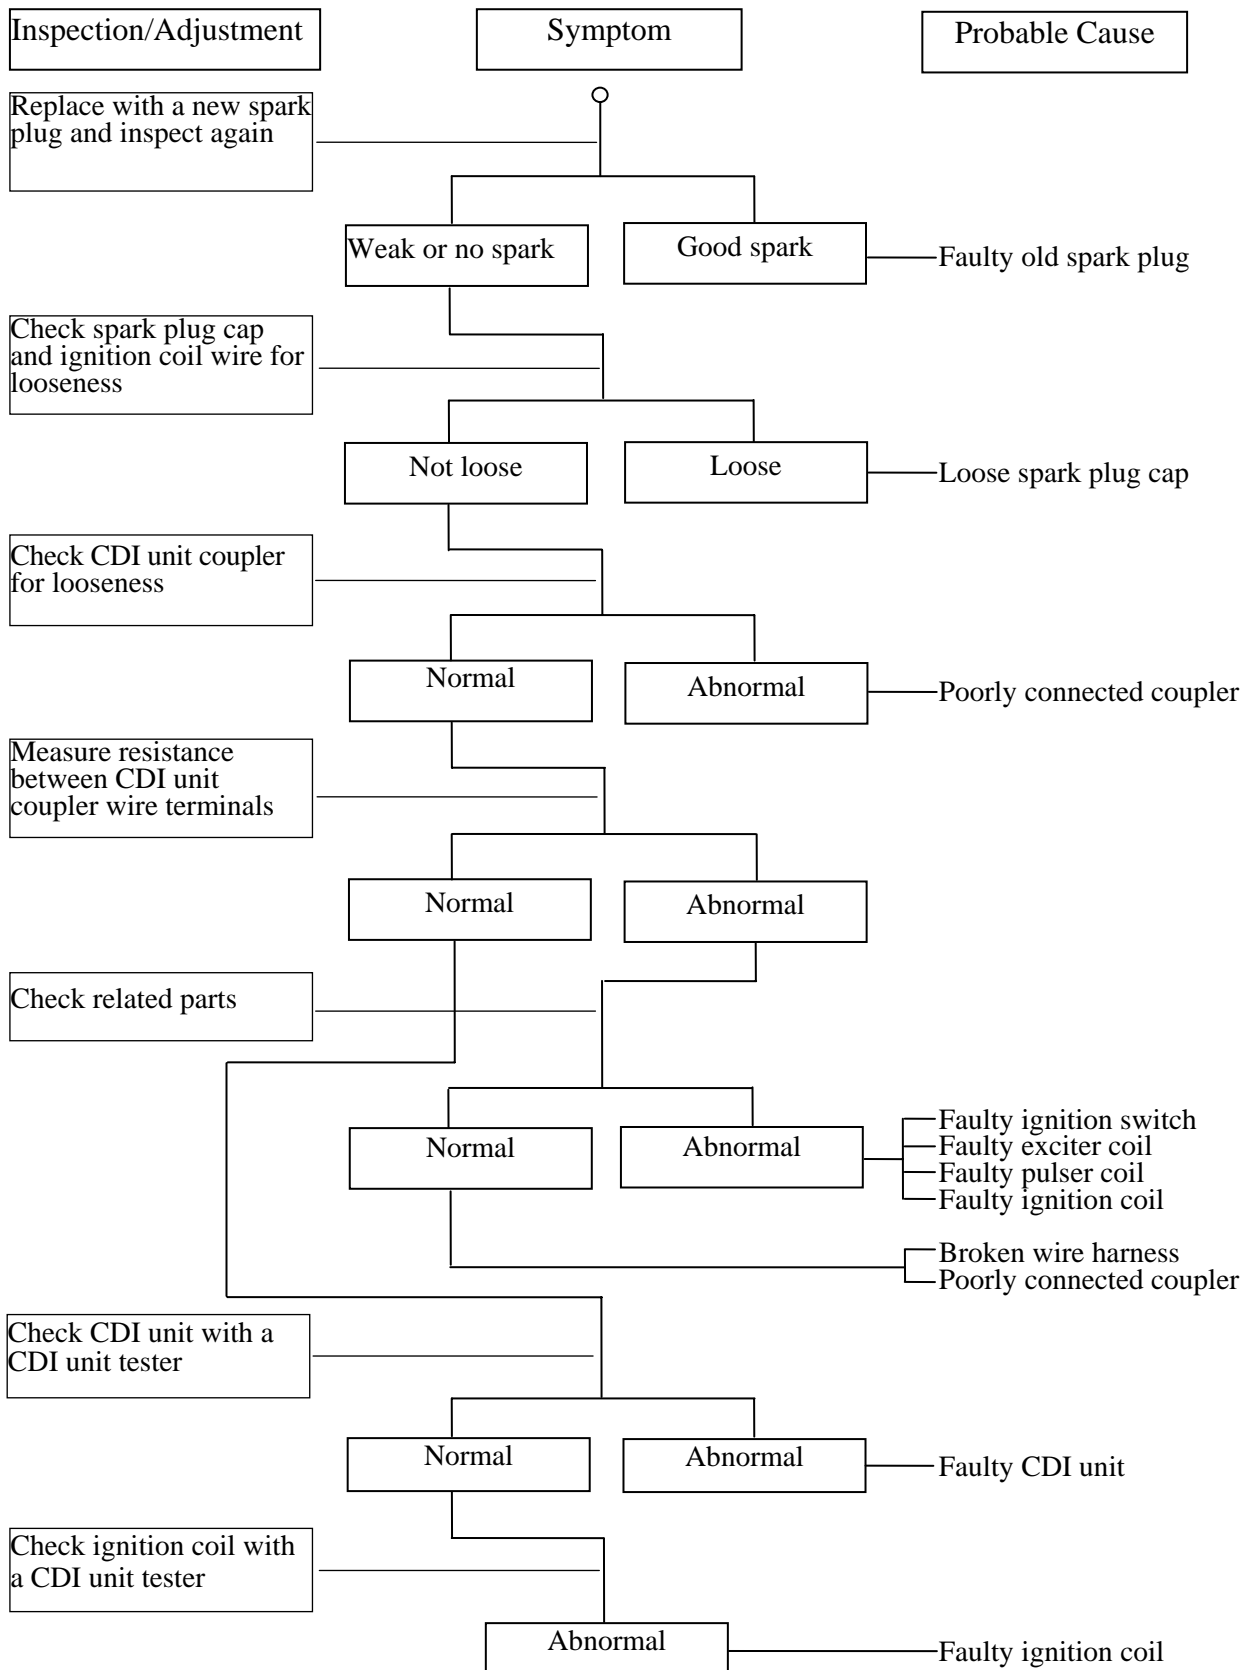 Inspection/Adjustment
Symptom
Probable Cause
Replace with a new spark
plug and inspect again
Weak or no spark
Good spark
Faulty old spark plug
Check spark plug cap
and ignition coil wire for
looseness
Not loose
Loose
Loose spark plug cap
Check CDI unit coupler
for looseness
Normal
Abnormal
Poorly connected coupler
Measure resistance
between CDI unit
coupler wire terminals
Normal
Abnormal
Check related parts
Normal
Abnormal
Faulty ignition switch
Faulty exciter coil
Faulty pulser coil
Faulty ignition coil
Broken wire harness
Poorly connected coupler
Check CDI unit with a
CDI unit tester
Normal
Abnormal
Faulty CDI unit
Check ignition coil with
a CDI unit tester
Abnormal
Faulty ignition coil